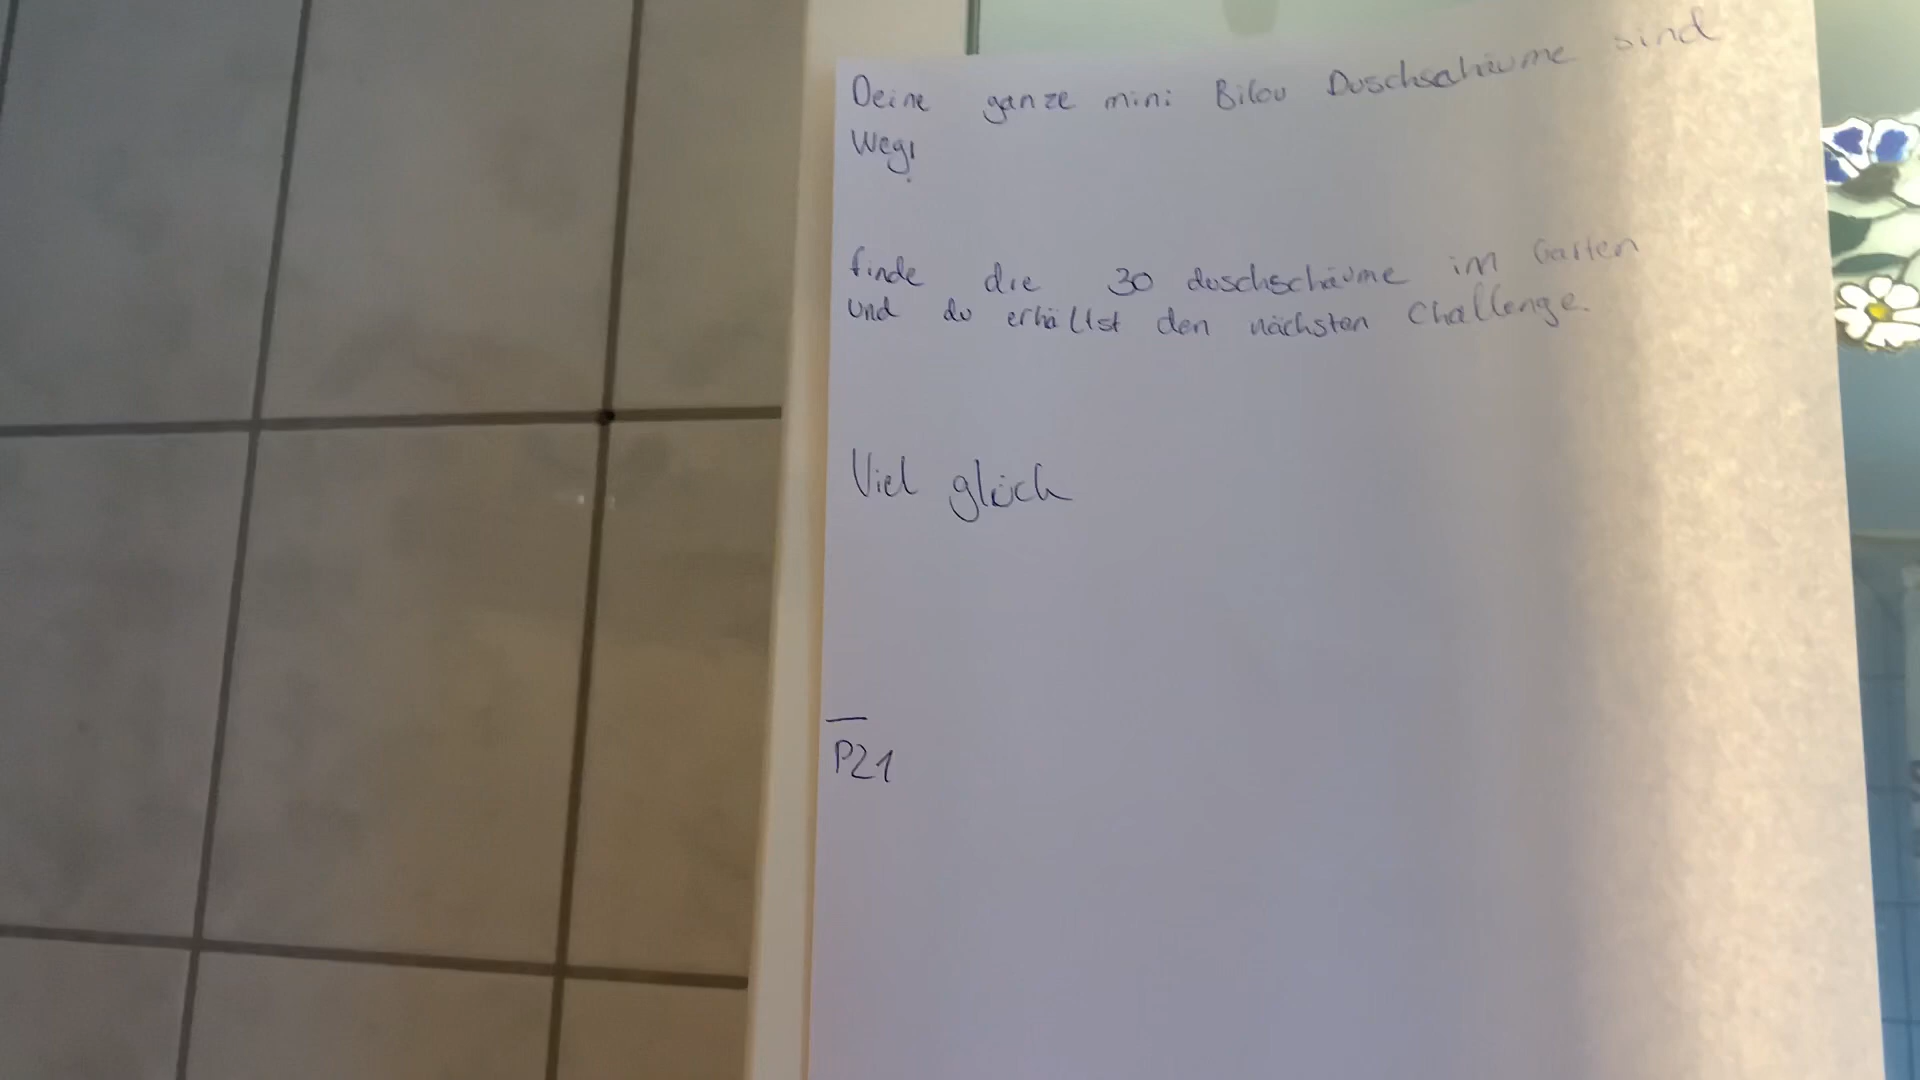 Deine ganze mini Bilou Duschschäume sind
Weg!
finde die 30 duschschäume im Garten
und du erhällst den nächsten Challenge.
Viel glück
P21